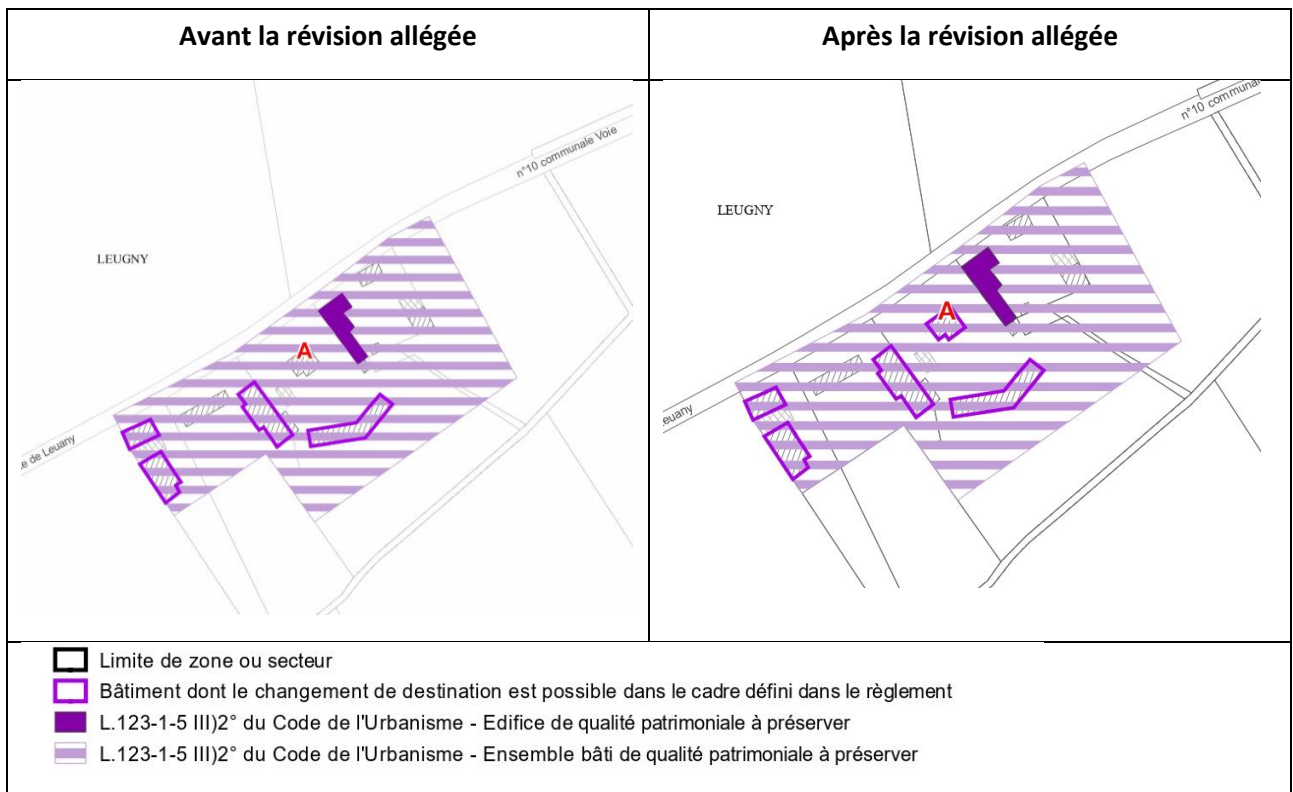 Avant la révision allégée
Après la révision allégée
n°10 communale Voie
LEUGNY
A
te de Leuany
n°10 communa
LEUGNY
A
Leuany
Limite de zone ou secteur
Bâtiment dont le changement de destination est possible dans le cadre défini dans le règlement
L.123-1-5 III)2° du Code de l'Urbanisme - Edifice de qualité patrimoniale à préserver
L.123-1-5 III)2° du Code de l'Urbanisme - Ensemble bâti de qualité patrimoniale à préserver